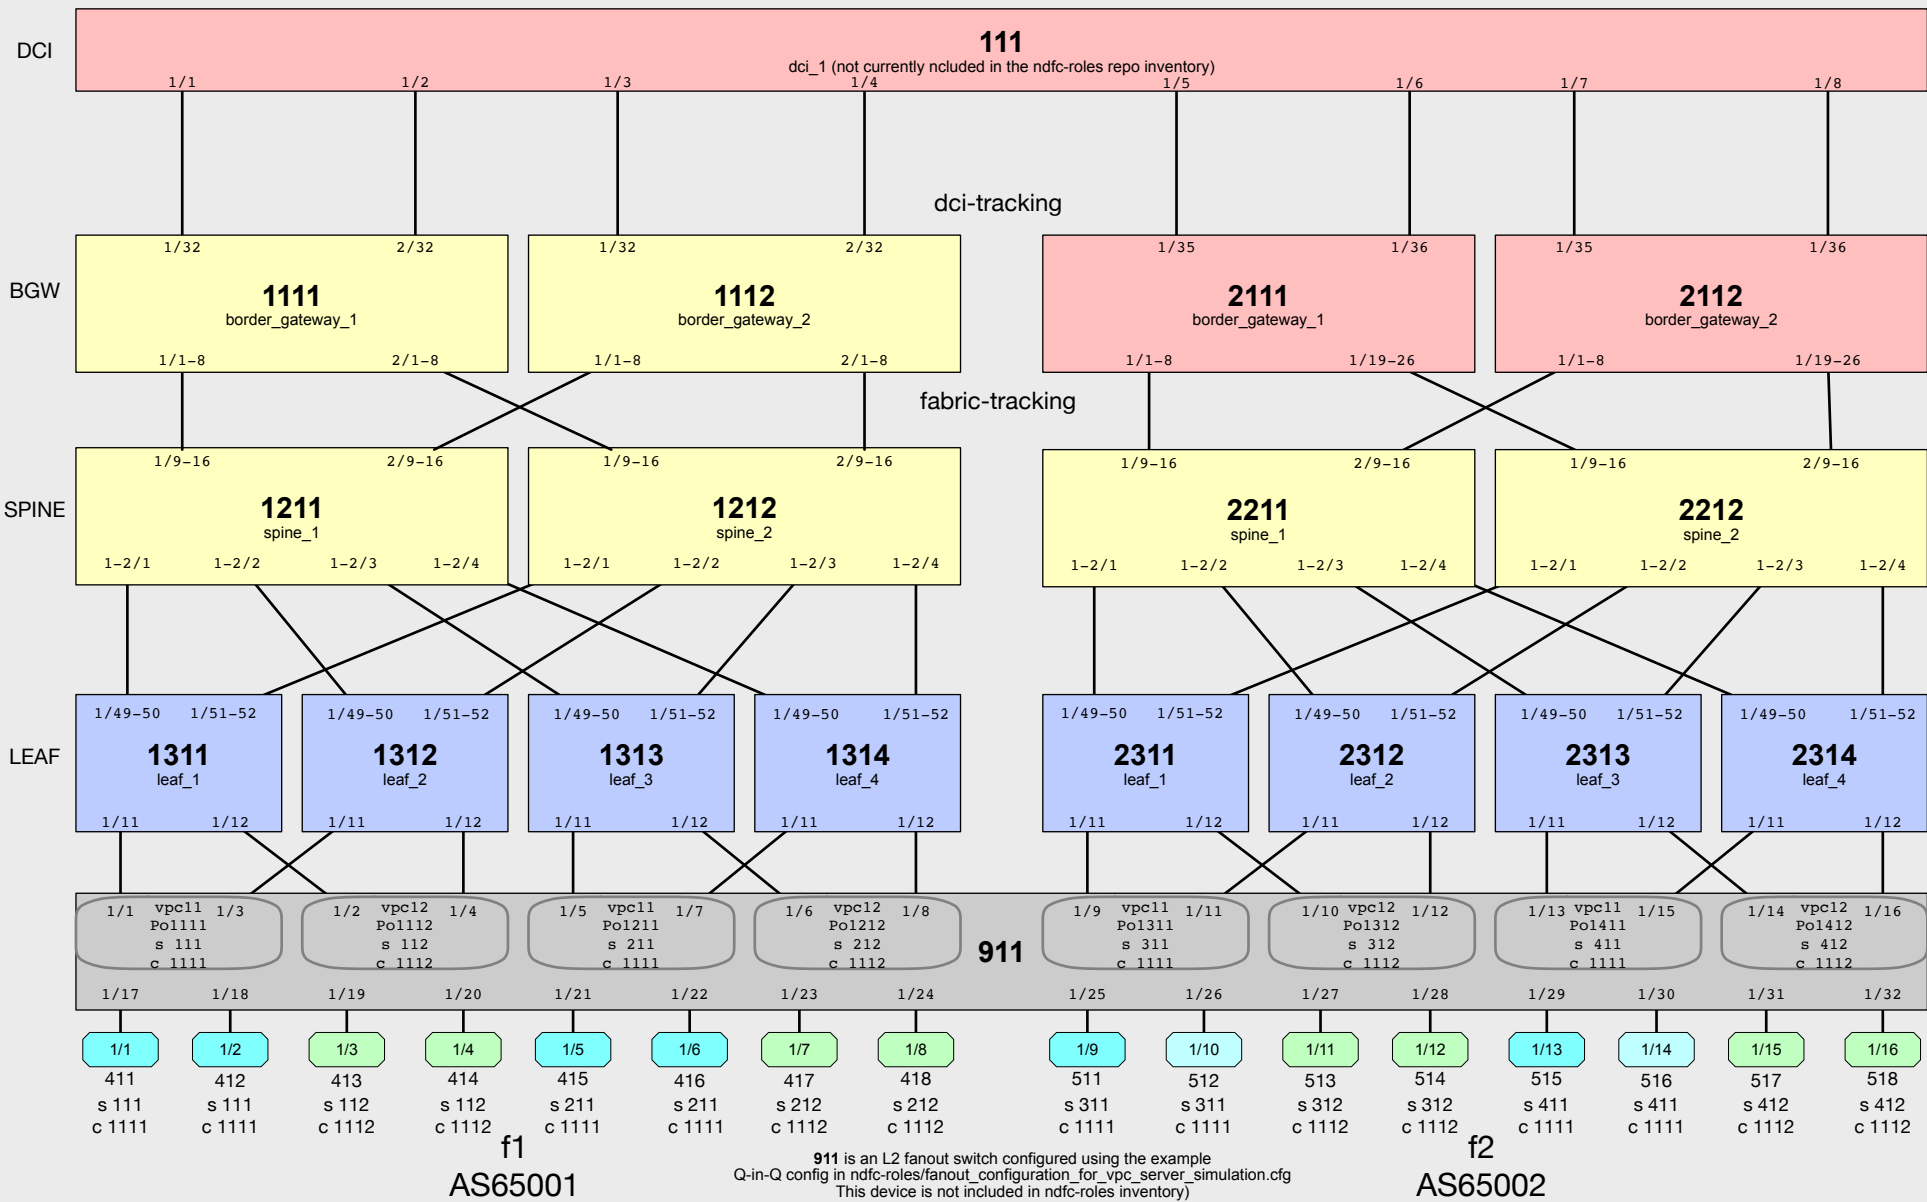 DCI
111
dci_1 (not currently ncluded in the ndfc-roles repo inventory)
1/1 1/2 1/3 1/4 1/5 1/6 1/7 1/8
dci-tracking
1/32 2/32 1/32 2/32 1/35 1/36 1/35 1/36
BGW
1111 1112 2111 2112
border_gateway_1 border_gateway_2 border_gateway_1 border_gateway_2
1/1-8 2/1-8 1/1-8 2/1-8 1/1-8 1/19-26 1/1-8 1/19-26
fabric-tracking
1/9-16 2/9-16 1/9-16 2/9-16 1/9-16 2/9-16 1/9-16 2/9-16
SPINE
1211 1212 2211 2212
spine_1 spine_2 spine_1 spine_2
1-2/1 1-2/2 1-2/3 1-2/4 1-2/1 1-2/2 1-2/3 1-2/4 1-2/1 1-2/2 1-2/3 1-2/4 1-2/1 1-2/2 1-2/3 1-2/4
1/49-50 1/51-52 1/49-50 1/51-52 1/49-50 1/51-52 1/49-50 1/51-52 1/49-50 1/51-52 1/49-50 1/51-52 1/49-50 1/51-52 1/49-50 1/51-52
LEAF
1311 1312 1313 1314 2311 2312 2313 2314
leaf_1 leaf_2 leaf_3 leaf_4 leaf_1 leaf_2 leaf_3 leaf_4
1/11 1/12 1/11 1/12 1/11 1/12 1/11 1/12 1/11 1/12 1/11 1/12 1/11 1/12 1/11 1/12
1/1 vpc11 1/3 1/2 vpc12 1/4 1/5 vpc11 1/7 1/6 vpc12 1/8 1/9 vpc11 1/11 1/10 vpc12 1/12 1/13 vpc11 1/15 1/14 vpc12 1/16
Po1111 Po1112 Po1211 Po1212 Po1311 Po1312 Po1411 Po1412
s 111 s 112 s 211 s 212 s 311 s 312 s 411 s 412
c 1111 c 1112 c 1111 c 1112 c 1111 c 1112 c 1111 c 1112
911
1/17 1/18 1/19 1/20 1/21 1/22 1/23 1/24 1/25 1/26 1/27 1/28 1/29 1/30 1/31 1/32
1/1 1/2 1/3 1/4 1/5 1/6 1/7 1/8 1/9 1/10 1/11 1/12 1/13 1/14 1/15 1/16
411 412 413 414 415 416 417 418 511 512 513 514 515 516 517 518
s 111 s 111 s 112 s 112 s 211 s 211 s 212 s 212 s 311 s 311 s 312 s 312 s 411 s 411 s 412 s 412
c 1111 c 1111 c 1112 c 1112 c 1111 c 1111 c 1112 c 1112 c 1111 c 1111 c 1112 c 1112 c 1111 c 1111 c 1112 c 1112
f1 f2
AS65001 AS65002
911 is an L2 fanout switch configured using the example
Q-in-Q config in ndfc-roles/fanout_configuration_for_vpc_server_simulation.cfg
This device is not included in ndfc-roles inventory)